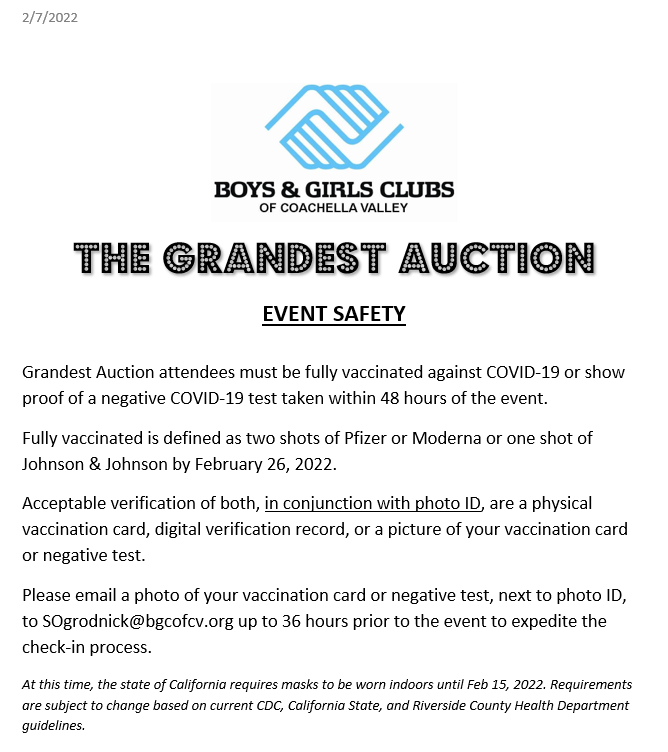 2/7/2022
BOYS & GIRLS CLUBS
OF COACHELLA VALLEY
THE GRANDEST AUCTION
EVENT SAFETY
Grandest Auction attendees must be fully vaccinated against COVID-19 or show
proof of a negative COVID-19 test taken within 48 hours of the event.
Fully vaccinated is defined as two shots of Pfizer or Moderna or one shot of
Johnson & Johnson by February 26, 2022.
Acceptable verification of both, in conjunction with photo ID, are a physical
vaccination card, digital verification record, or a picture of your vaccination card
or negative test.
Please email a photo of your vaccination card or negative test, next to photo ID,
to SOgrodnick@bgcofcv.org up to 36 hours prior to the event to expedite the
check-in process.
At this time, the state of California requires masks to be worn indoors until Feb 15, 2022. Requirements
are subject to change based on current CDC, California State, and Riverside County Health Department
guidelines.